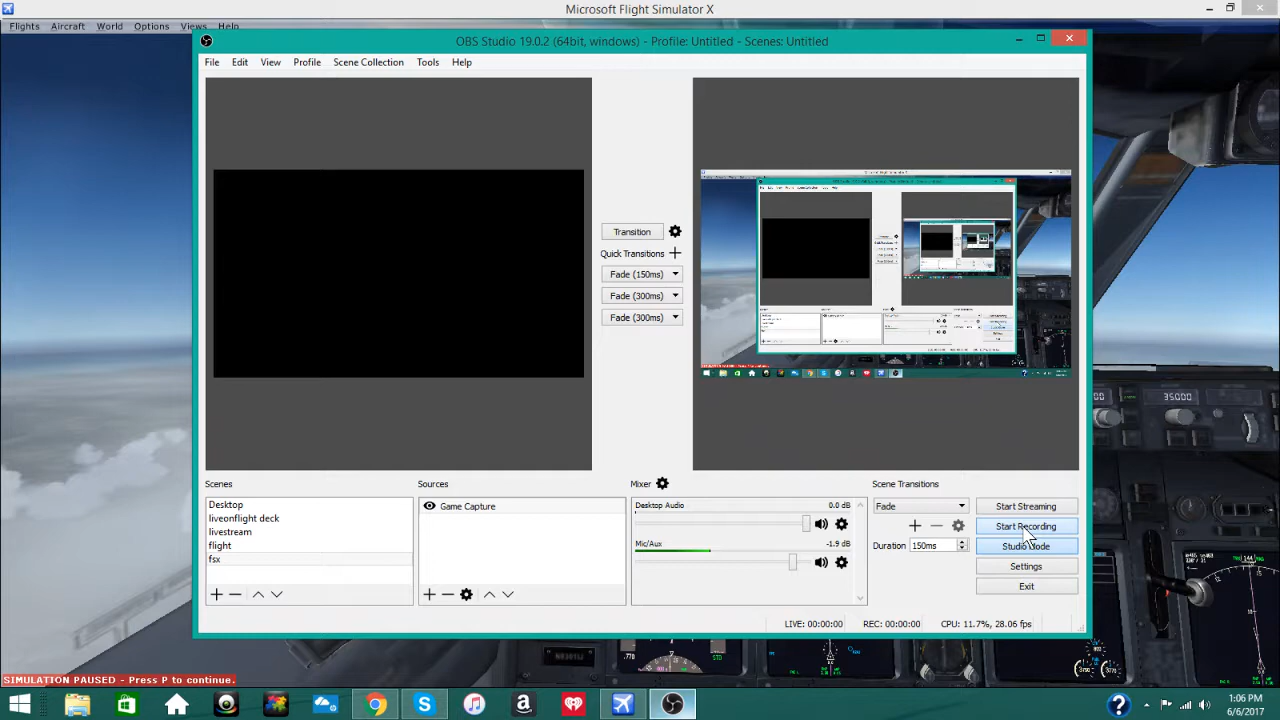 Microsoft Flight Simulator X
Flights Aircraft World Options Views Help
OBS Studio 19.0.2 (64bit, windows) - Profile: Untitled - Scenes: Untitled
File Edit View Profile Scene Collection Tools Help
Transition
Quick Transitions
Fade (150ms)
Fade (300ms)
Fade (300ms)
35000
Scenes
Desktop
liveonflight deck
livestream
flight
fsx
Sources
Game Capture
Mixer
Desktop Audio 0.0 dB
Mic/Aux -1.9 dB
Scene Transitions
Fade
Duration 150ms
Start Streaming
Start Recording
Studio Mode
Settings
Exit
LIVE: 00:00:00 REC: 00:00:00 CPU: 11.7%, 28.06 fps
.778
STD
SIMULATION PAUSED - Press P to continue.
1:06 PM
6/6/2017